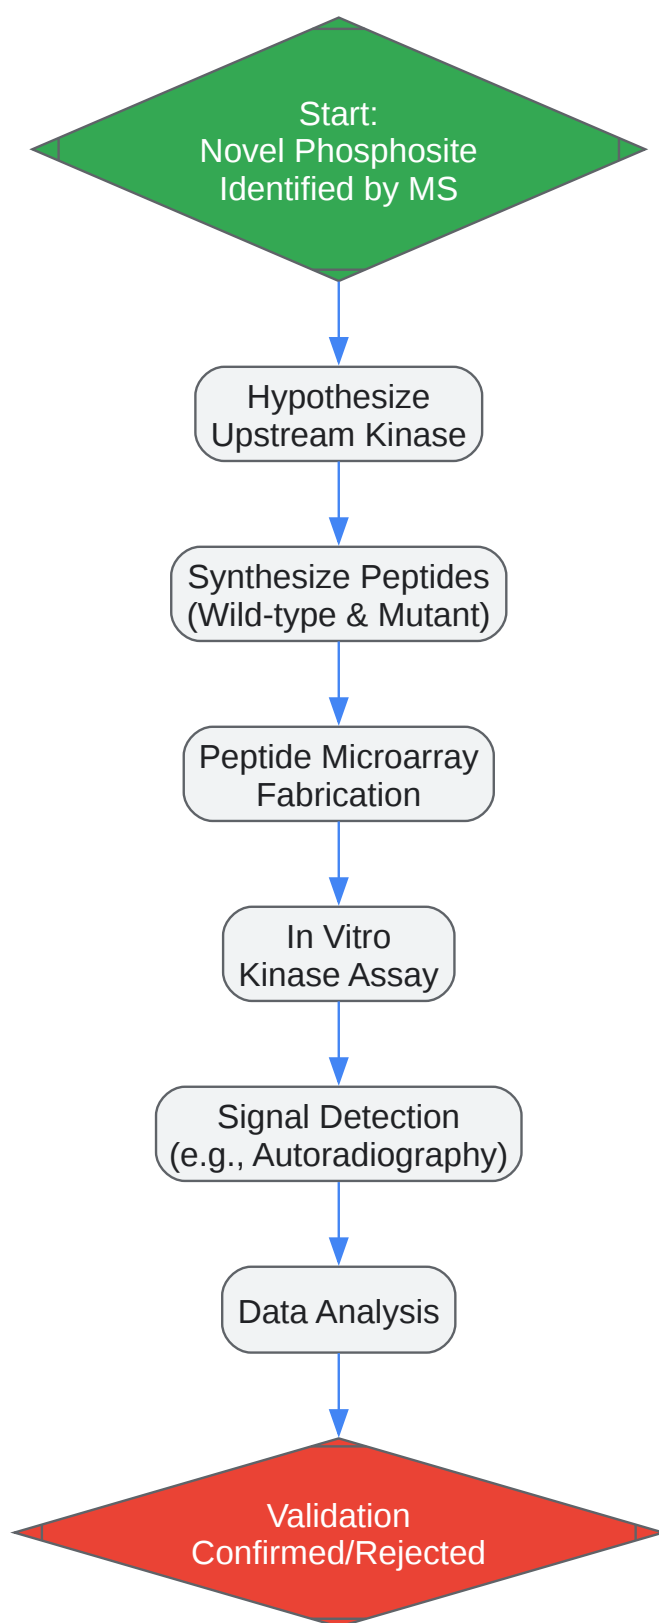 Start:
Novel Phosphosite
Identified by MS
Hypothesize
Upstream Kinase
Synthesize Peptides
(Wild-type & Mutant)
Peptide Microarray
Fabrication
In Vitro
Kinase Assay
Signal Detection
(e.g., Autoradiography)
Data Analysis
Validation
Confirmed/Rejected